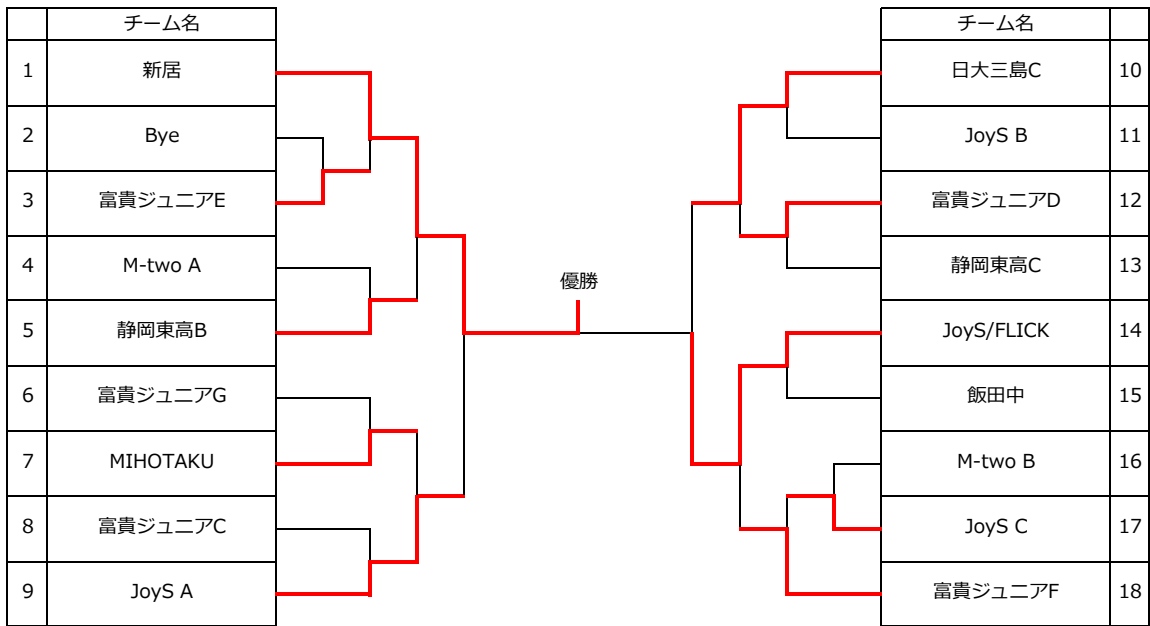 チーム名
1 新居
2 Bye
3 富貴ジュニアE
4 M-two A
5 静岡東高B
6 富貴ジュニアG
7 MIHOTAKU
8 富貴ジュニアC
9 JoyS A
優勝
チーム名
日大三島C 10
JoyS B 11
富貴ジュニアD 12
静岡東高C 13
JoyS/FLICK 14
飯田中 15
M-two B 16
JoyS C 17
富貴ジュニアF 18